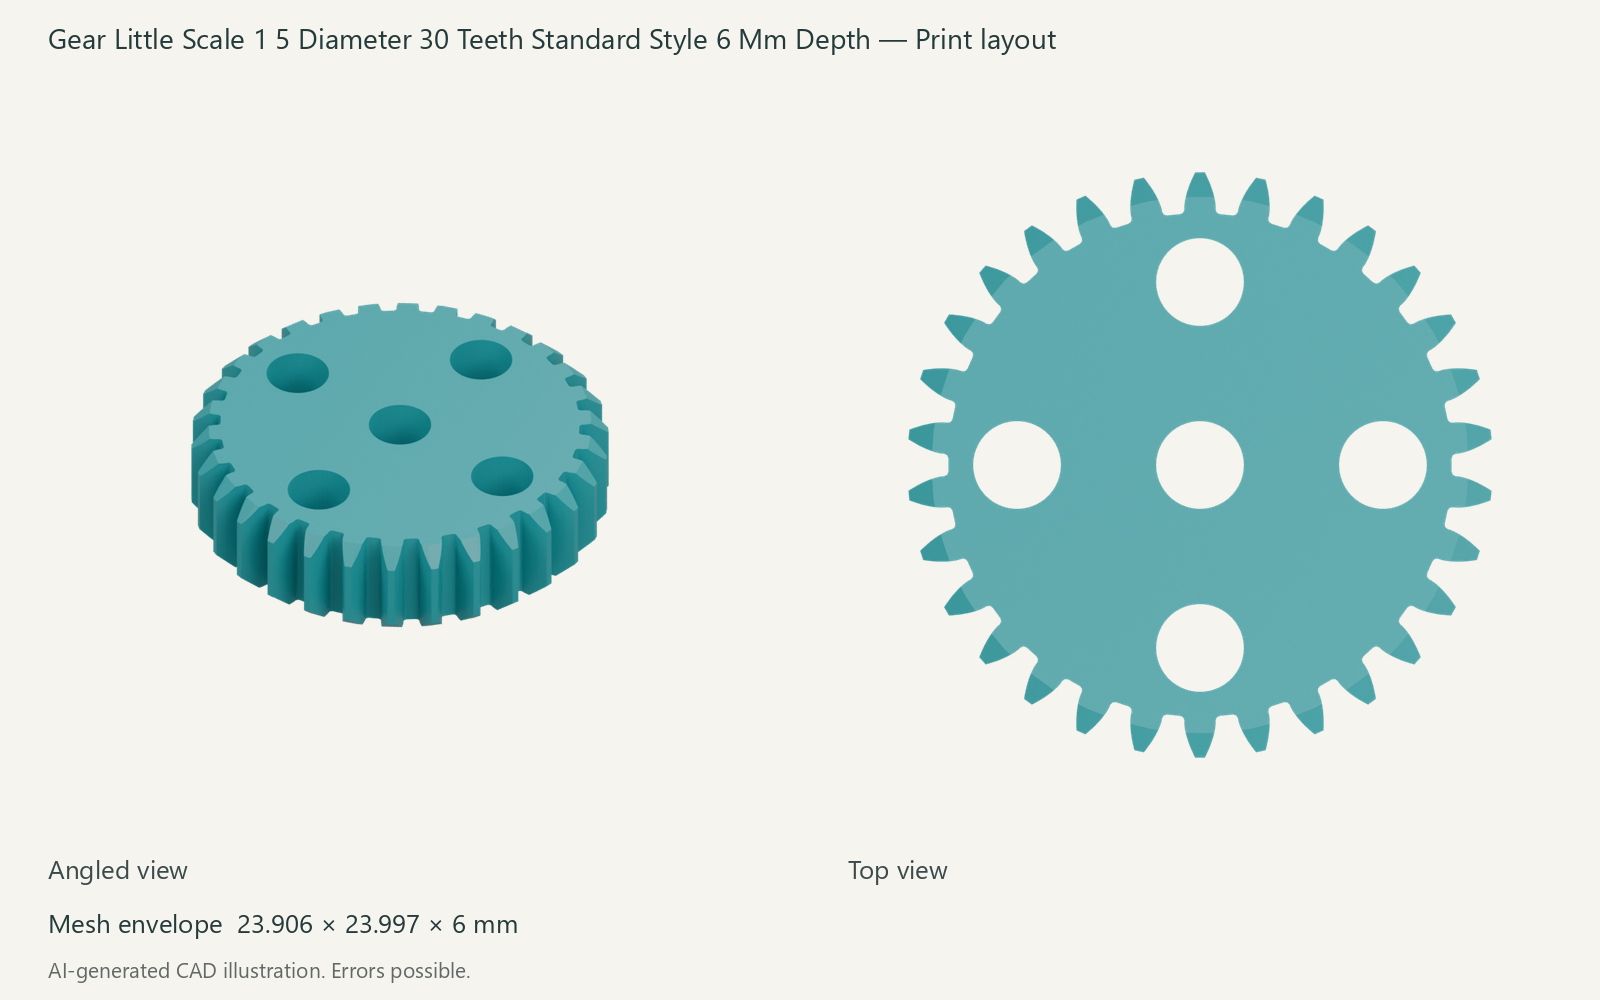 Gear Little Scale 1 5 Diameter 30 Teeth Standard Style 6 Mm Depth — Print layout
Angled view
Top view
Mesh envelope 23.906 × 23.997 × 6 mm
AI-generated CAD illustration. Errors possible.